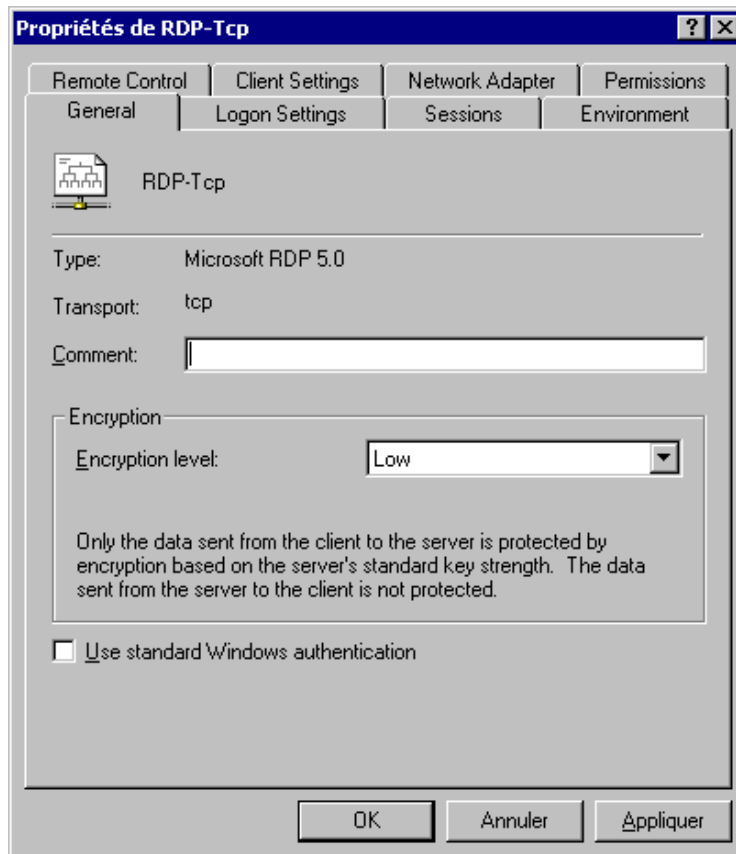 Propriétés de RDP-Tcp
Remote Control Client Settings Network Adapter Permissions
General Logon Settings Sessions Environment
RDP-Tcp
Type: Microsoft RDP 5.0
Transport: tcp
Comment:
Encryption
Encryption level: Low
Only the data sent from the client to the server is protected by
encryption based on the server's standard key strength. The data
sent from the server to the client is not protected.
Use standard Windows authentication
OK Annuler Appliquer